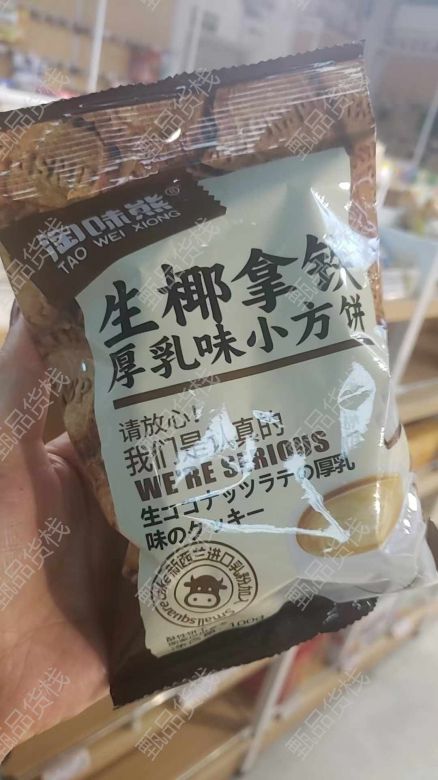 淘味熊®
TAO WEI XIONG
生椰拿铁
厚乳味小方饼
请放心！
我们是认真的
WE'RE SERIOUS
生ココナッツラテの厚乳
味のクッキー
新西兰进口乳粉加
Smallsquarecake
甄品货栈